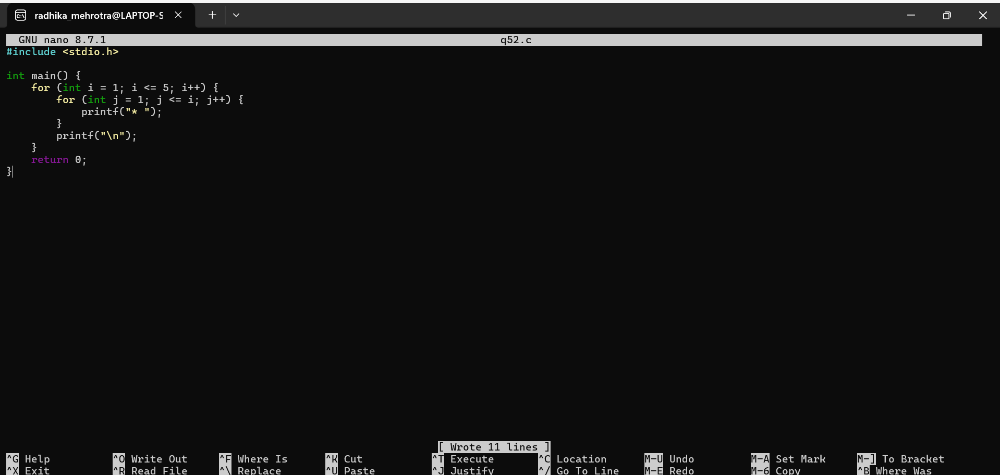 radhika_mehrotra@LAPTOP-S
GNU nano 8.7.1 q52.c
#include <stdio.h>

int main() {
    for (int i = 1; i <= 5; i++) {
        for (int j = 1; j <= i; j++) {
            printf("* ");
        }
        printf("\n");
    }
    return 0;
}
[ Wrote 11 lines ]
^G Help ^O Write Out ^F Where Is ^K Cut ^T Execute ^C Location M-U Undo M-A Set Mark M-] To Bracket
^X Exit ^R Read File ^\ Replace ^U Paste ^J Justify ^/ Go To Line M-E Redo M-6 Copy ^B Where Was